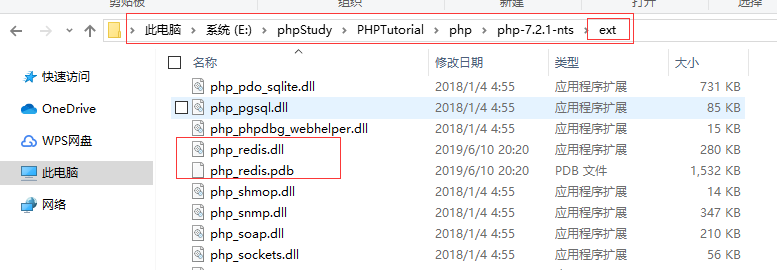 剪贴板 组织 新建 打开 选择
此电脑 › 系统 (E:) › phpStudy › PHPTutorial › php › php-7.2.1-nts › ext
名称 修改日期 类型 大小
快速访问
OneDrive
WPS网盘
此电脑
网络
php_pdo_sqlite.dll 2018/1/4 4:55 应用程序扩展 731 KB
php_pgsql.dll 2018/1/4 4:55 应用程序扩展 85 KB
php_phpdbg_webhelper.dll 2018/1/4 4:55 应用程序扩展 15 KB
php_redis.dll 2019/6/10 20:20 应用程序扩展 280 KB
php_redis.pdb 2019/6/10 20:20 PDB 文件 1,532 KB
php_shmop.dll 2018/1/4 4:55 应用程序扩展 14 KB
php_snmp.dll 2018/1/4 4:55 应用程序扩展 347 KB
php_soap.dll 2018/1/4 4:55 应用程序扩展 210 KB
php_sockets.dll 2018/1/4 4:55 应用程序扩展 56 KB